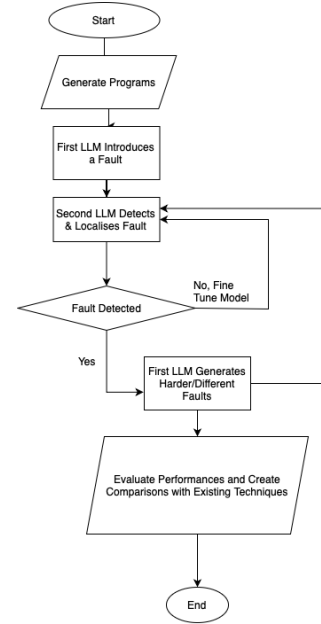 Start
Generate Programs
First LLM Introduces
a Fault
Second LLM Detects
& Localises Fault
No, Fine
Tune Model
Fault Detected
Yes
First LLM Generates
Harder/Different
Faults
Evaluate Performances and Create
Comparisons with Existing Techniques
End